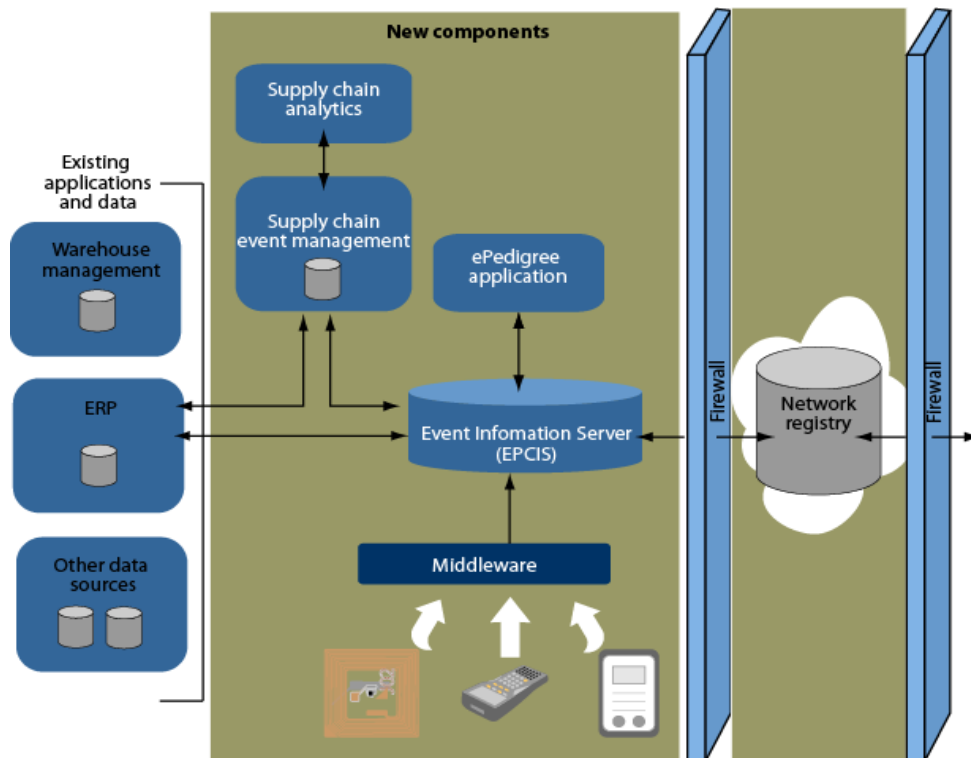 New components
Supply chain
analytics
Existing
applications
and data
Supply chain
event management
Warehouse
management
ePedigree
application
ERP
Event Infomation Server
(EPCIS)
Firewall
Network
registry
Firewall
Other data
sources
Middleware